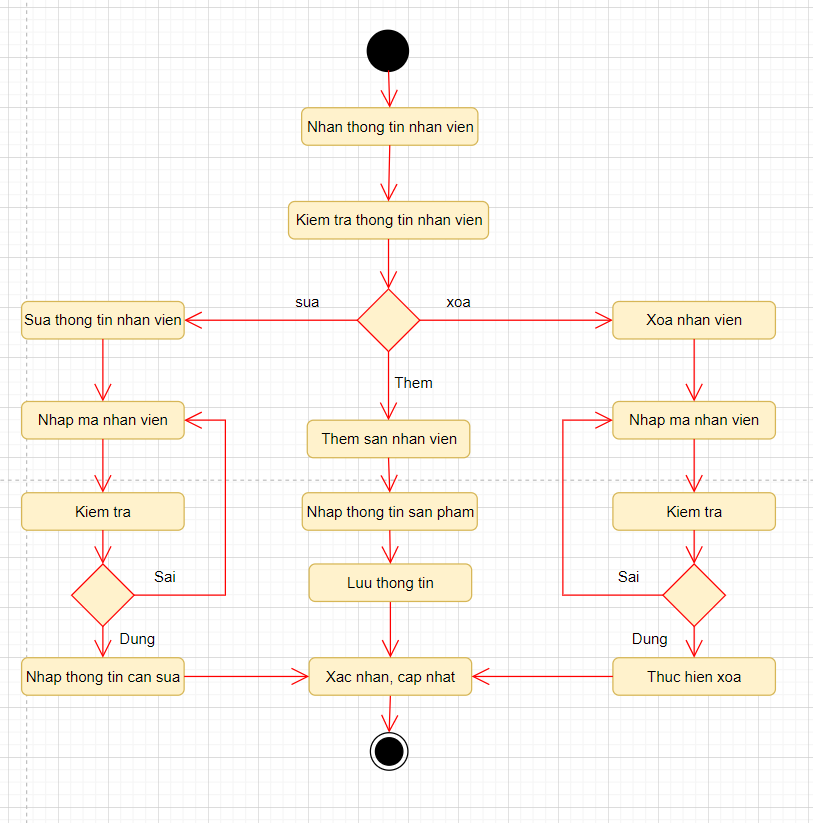 Nhan thong tin nhan vien
Kiem tra thong tin nhan vien
sua
xoa
Sua thong tin nhan vien
Xoa nhan vien
Them
Nhap ma nhan vien
Them san nhan vien
Nhap ma nhan vien
Kiem tra
Nhap thong tin san pham
Kiem tra
Sai
Luu thong tin
Sai
Dung
Dung
Nhap thong tin can sua
Xac nhan, cap nhat
Thuc hien xoa